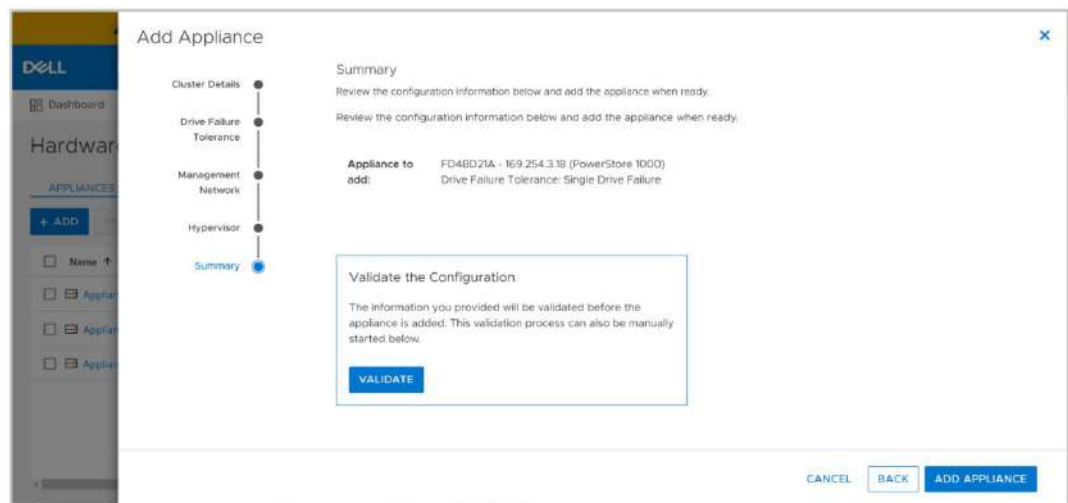 Add Appliance
DELL
Dashboard
Hardwar
APPLIANCES
+ ADD
Name ↑
Applian
Applian
Applian
Cluster Details
Drive Failure
Tolerance
Management
Network
Hypervisor
Summary
Summary
Review the configuration information below and add the appliance when ready.
Review the configuration information below and add the appliance when ready.
Appliance to
add:
FD4BD21A - 169.254.3.18 (PowerStore 1000)
Drive Failure Tolerance: Single Drive Failure
Validate the Configuration
The information you provided will be validated before the
appliance is added. This validation process can also be manually
started below.
VALIDATE
CANCEL
BACK
ADD APPLIANCE